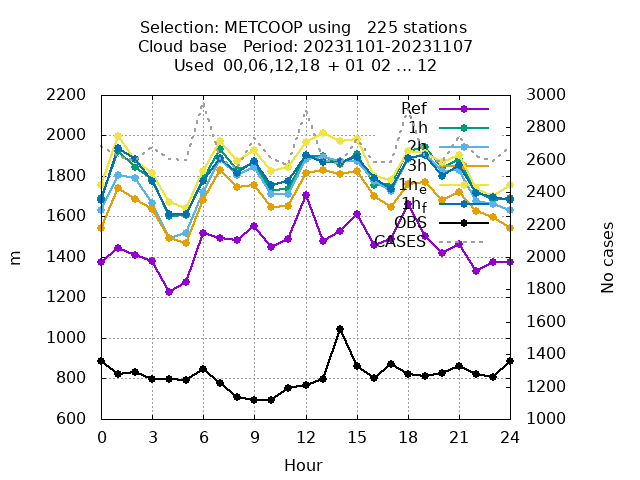 Selection: METCOOP using 225 stations
Cloud base Period: 20231101-20231107
Used 00,06,12,18 + 01 02 ... 12
2200
2000
1800
1600
1400
1200
1000
800
600
3000
2800
2600
2400
2200
2000
1800
1600
1400
1200
1000
Ref
1h
2h
3h
1h_e
1h_f
OBS
CASES
m
No cases
0 3 6 9 12 15 18 21 24
Hour